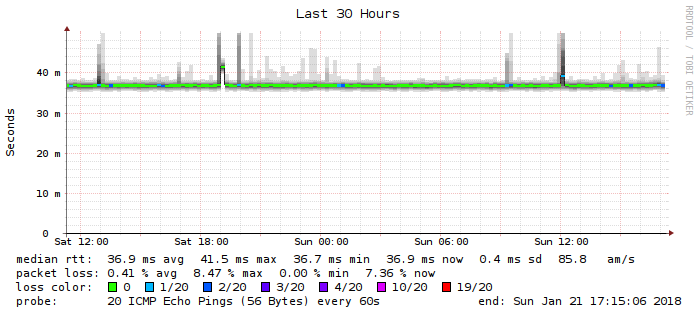 Last 30 Hours
RRDTOOL / TOBI OETIKER
Seconds
40 m
30 m
20 m
10 m
0
Sat 12:00 Sat 18:00 Sun 00:00 Sun 06:00 Sun 12:00
median rtt: 36.9 ms avg 41.5 ms max 36.7 ms min 36.9 ms now 0.4 ms sd 85.8 am/s
packet loss: 0.41 % avg 8.47 % max 0.00 % min 7.36 % now
loss color: 0 1/20 2/20 3/20 4/20 10/20 19/20
probe: 20 ICMP Echo Pings (56 Bytes) every 60s end: Sun Jan 21 17:15:06 2018